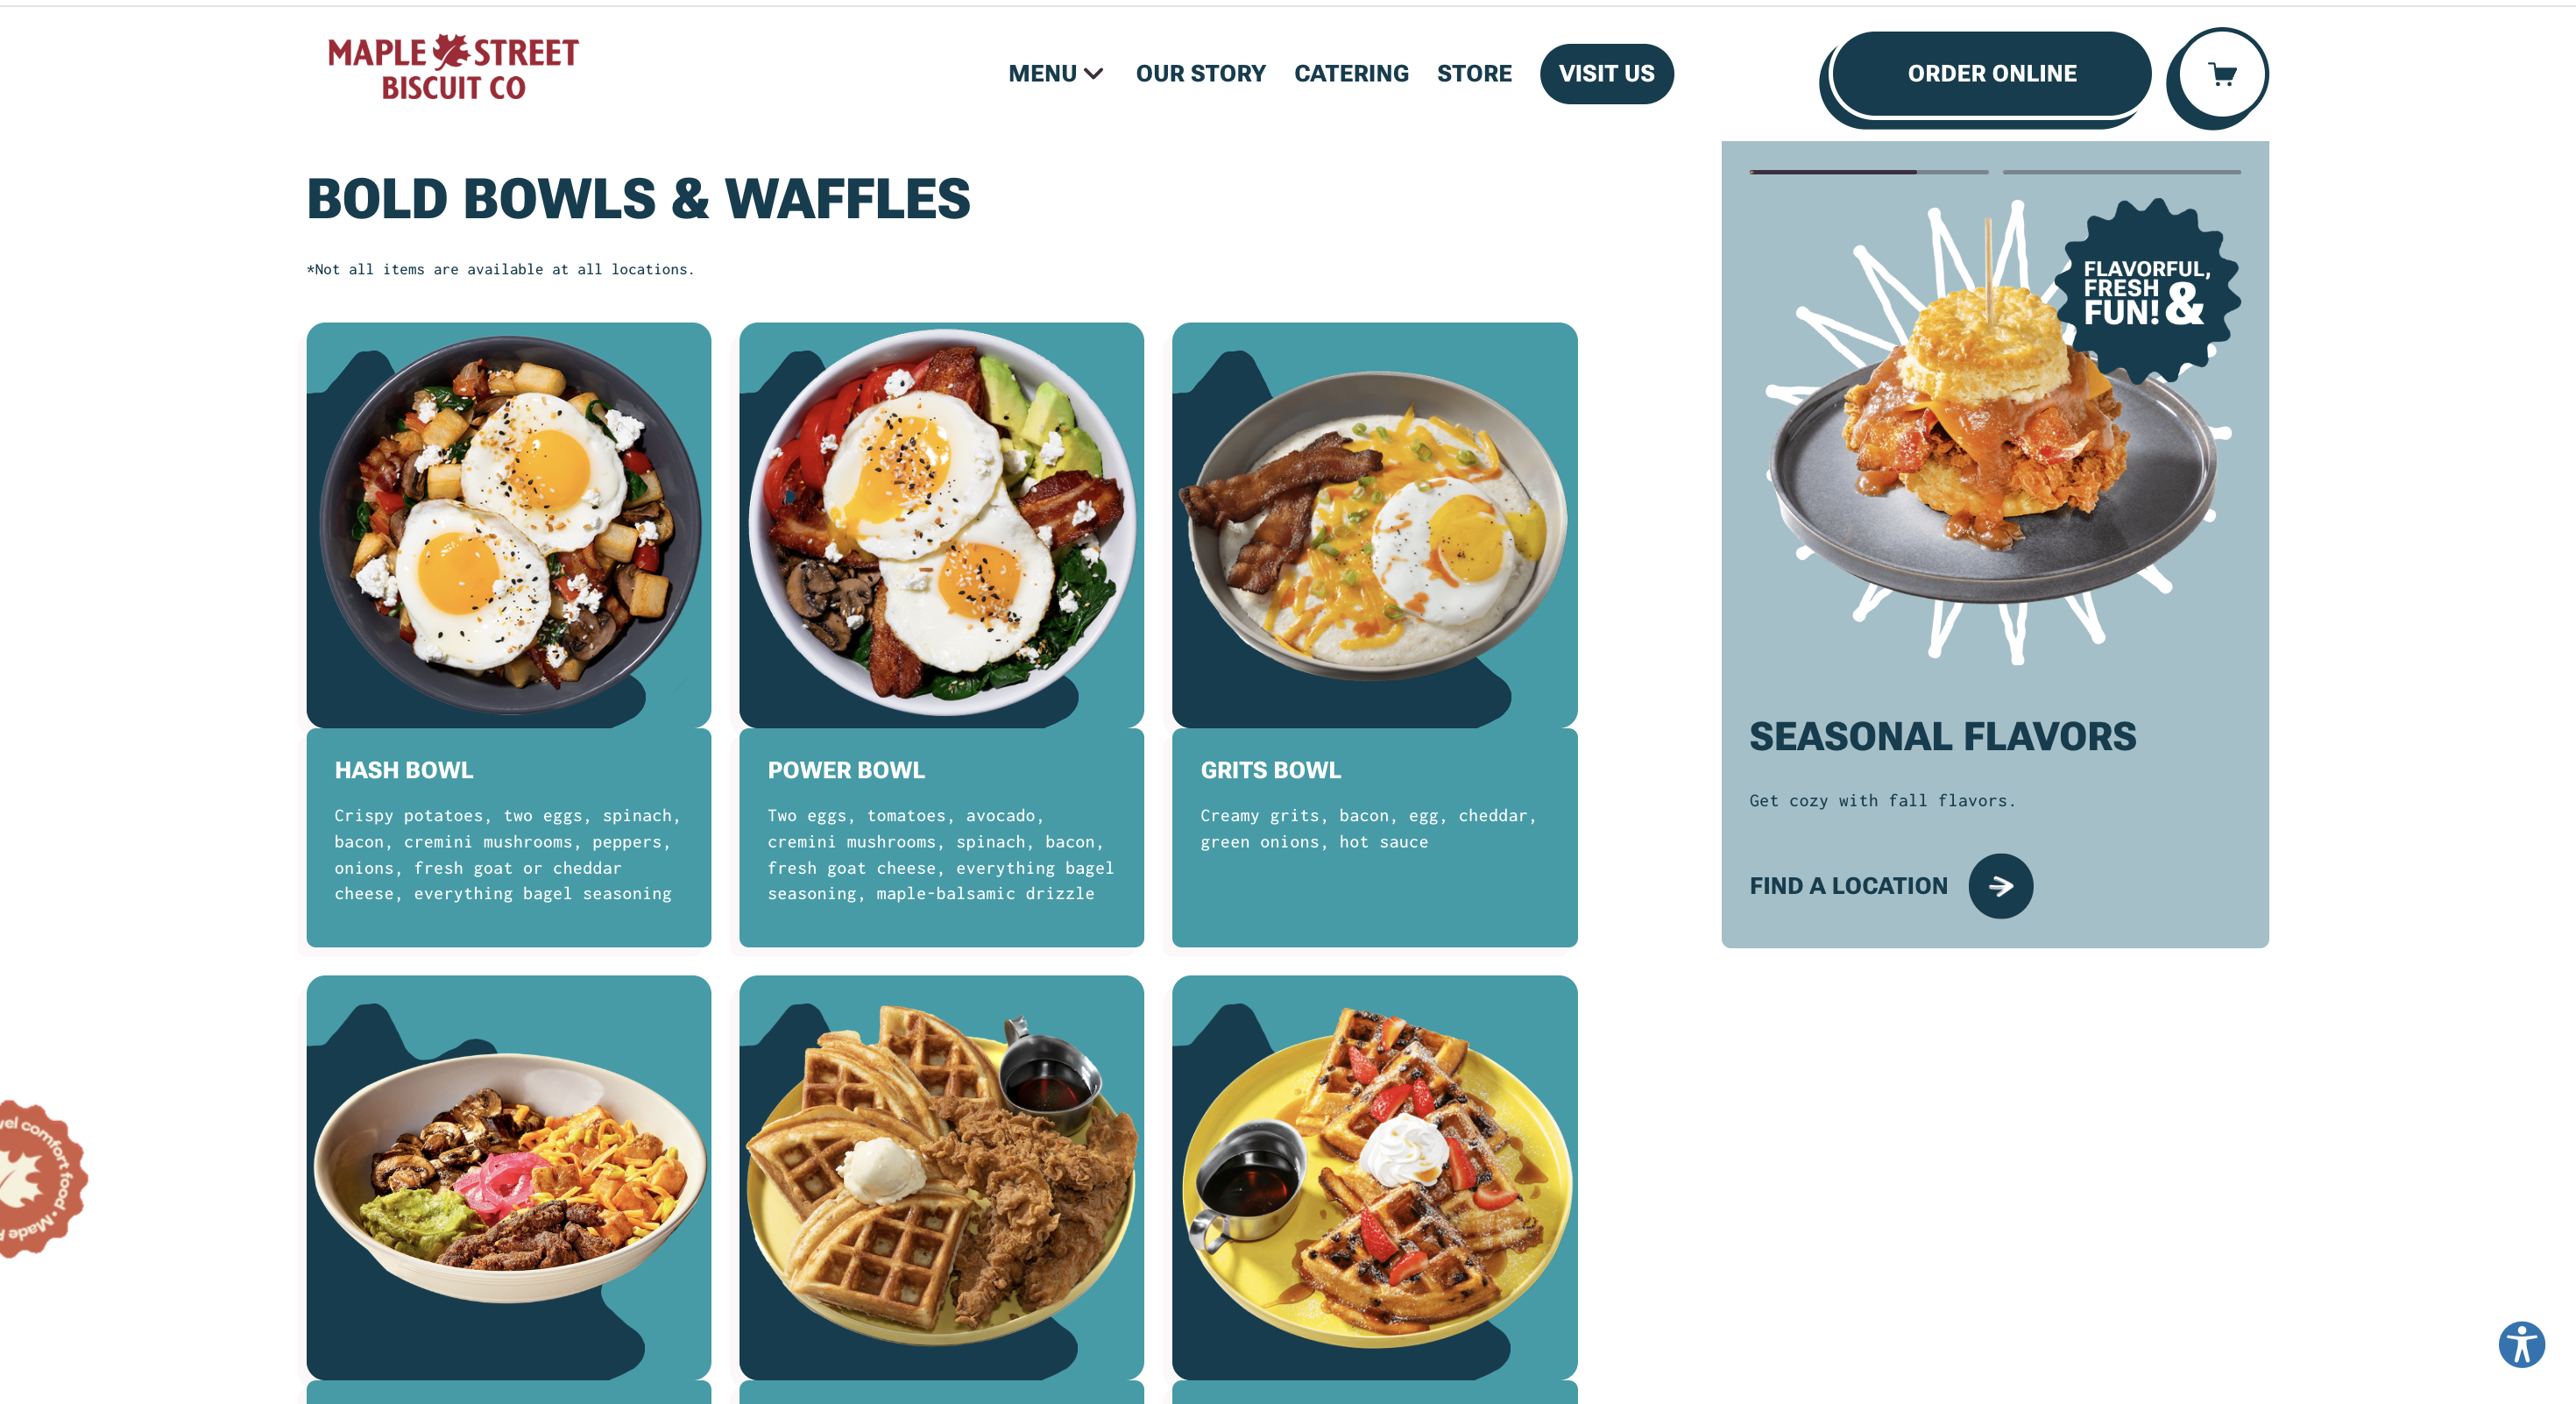 MAPLE STREET
BISCUIT CO
MENU
OUR STORY
CATERING
STORE
VISIT US
ORDER ONLINE
BOLD BOWLS & WAFFLES
*Not all items are available at all locations.
HASH BOWL
Crispy potatoes, two eggs, spinach,
bacon, cremini mushrooms, peppers,
onions, fresh goat or cheddar
cheese, everything bagel seasoning
POWER BOWL
Two eggs, tomatoes, avocado,
cremini mushrooms, spinach, bacon,
fresh goat cheese, everything bagel
seasoning, maple-balsamic drizzle
GRITS BOWL
Creamy grits, bacon, egg, cheddar,
green onions, hot sauce
FLAVORFUL,
FRESH
FUN! &
SEASONAL FLAVORS
Get cozy with fall flavors.
FIND A LOCATION
comfort food • Made